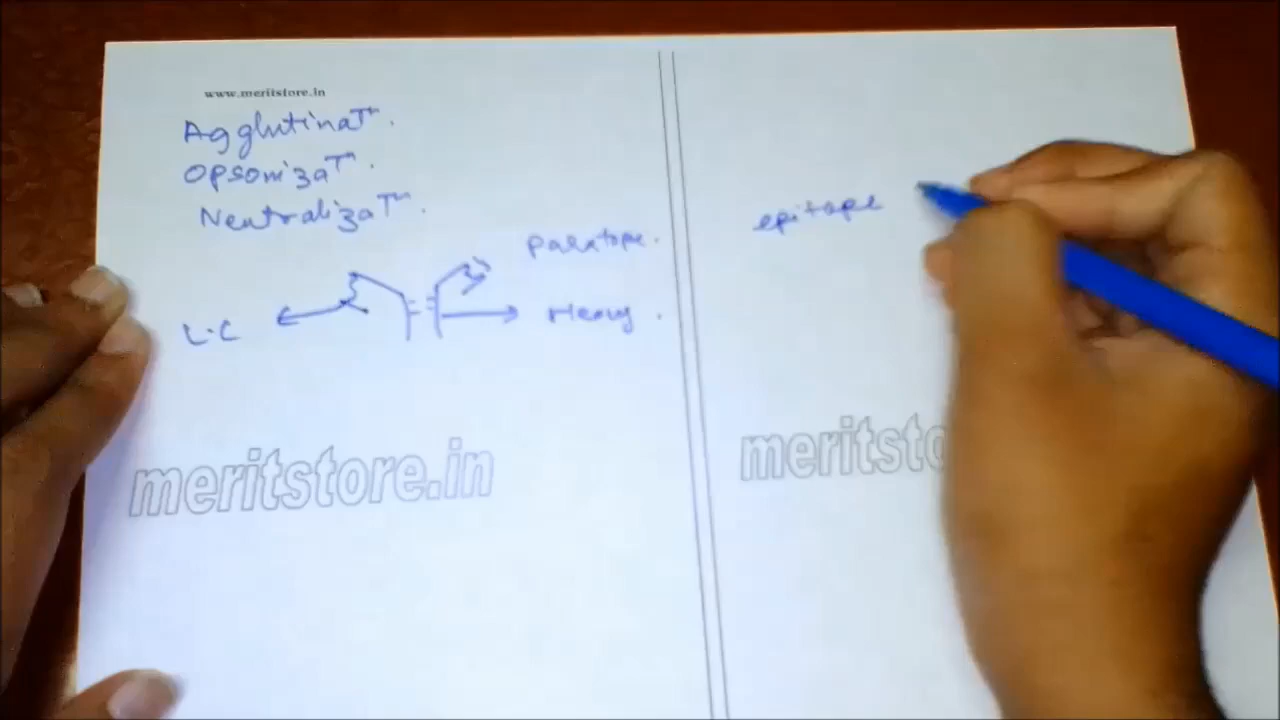 www.meritstore.in
AgglutinaTⁿ.
OpsonizaTⁿ.
NeutralizaTⁿ.
Paratope.
L.C
Heavy.
meritstore.in
epitope
meritsto